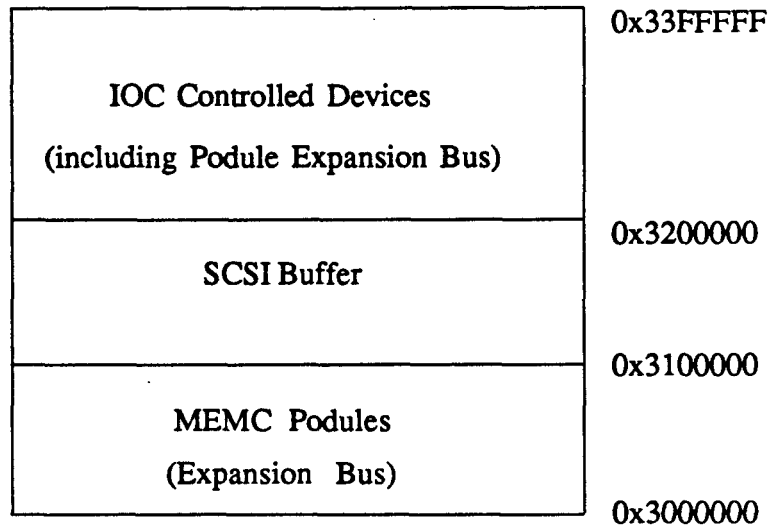 0x33FFFFF
IOC Controlled Devices
(including Podule Expansion Bus)
0x3200000
SCSI Buffer
0x3100000
MEMC Podules
(Expansion Bus)
0x3000000